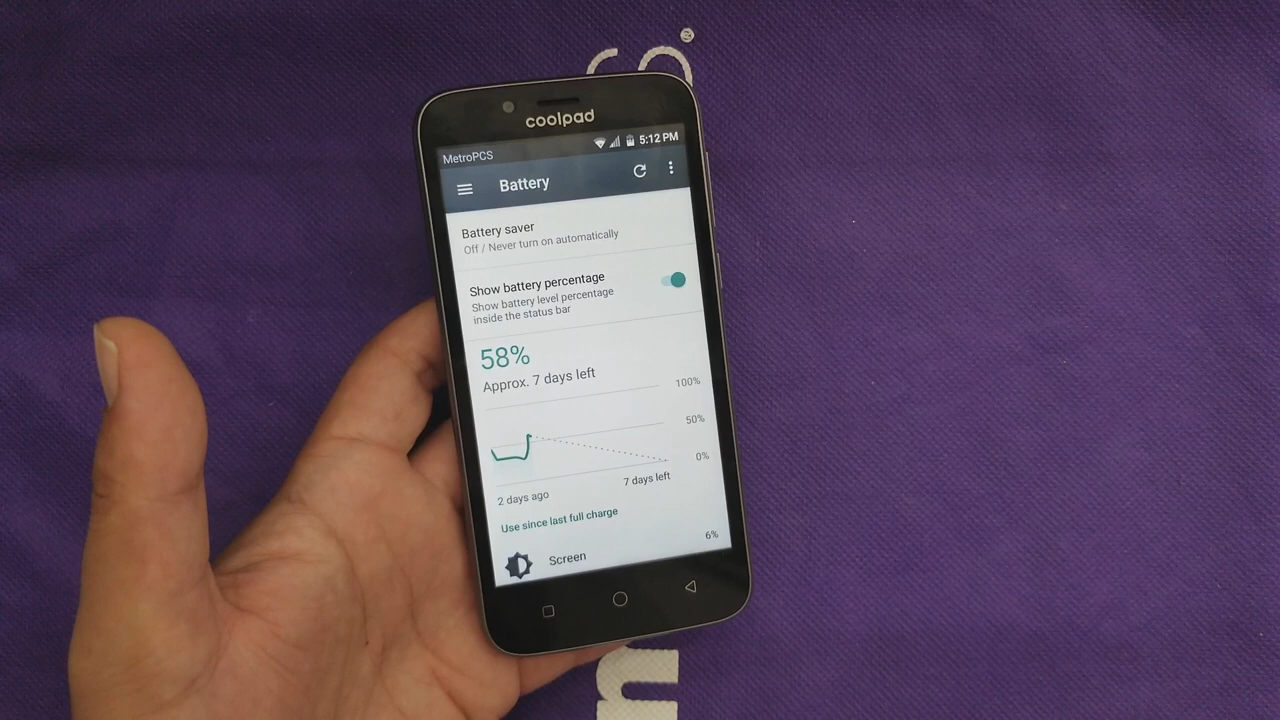 ®
coolpad
MetroPCS 5:12 PM
Battery
Battery saver
Off / Never turn on automatically
Show battery percentage
Show battery level percentage
inside the status bar
58%
Approx. 7 days left
100%
50%
0%
2 days ago 7 days left
Use since last full charge
Screen 6%